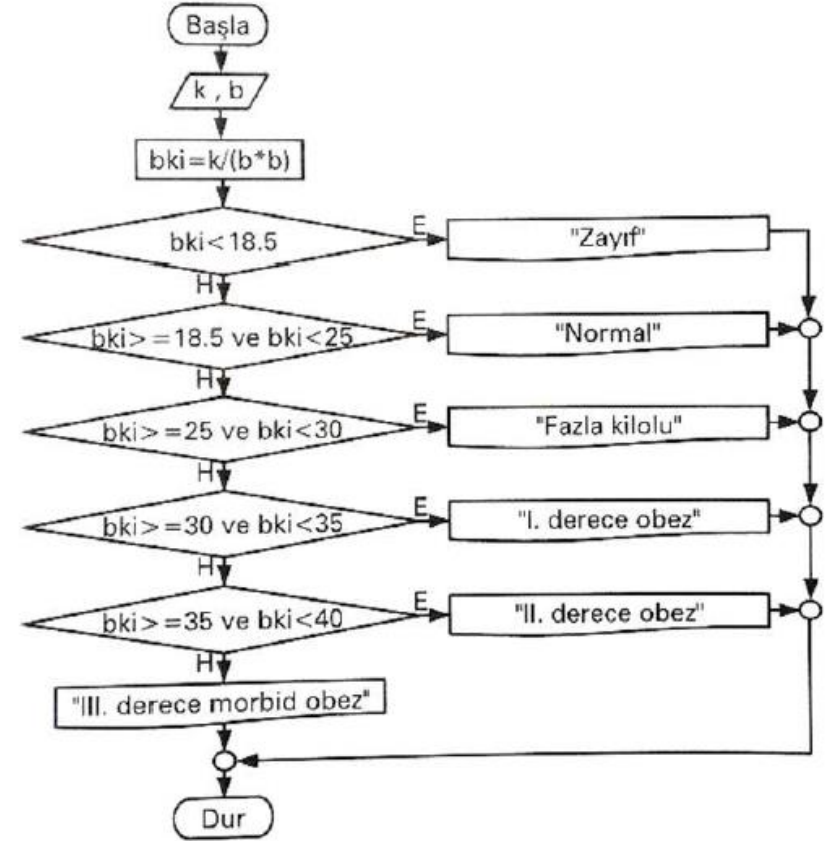 Başla
k , b
bki=k/(b*b)
bki<18.5
E
"Zayıf"
H
bki>=18.5 ve bki<25
E
"Normal"
H
bki>=25 ve bki<30
E
"Fazla kilolu"
H
bki>=30 ve bki<35
E
"I. derece obez"
H
bki>=35 ve bki<40
E
"II. derece obez"
H
"III. derece morbid obez"
Dur